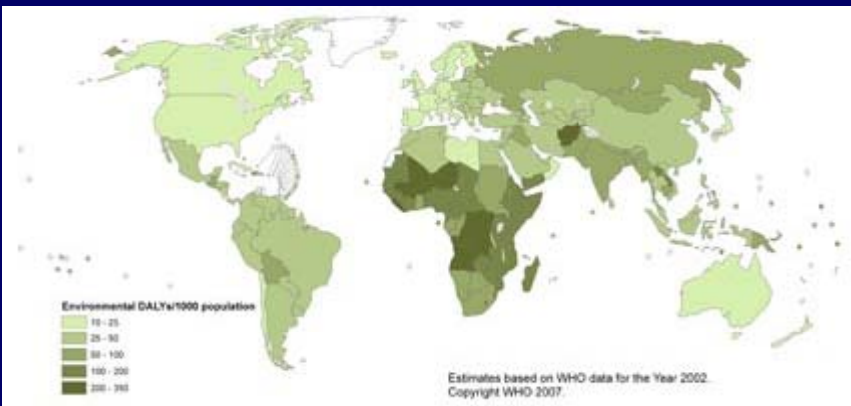 Environmental DALYs/1000 population
10 - 25
25 - 50
50 - 100
100 - 200
200 - 350
Estimates based on WHO data for the Year 2002.
Copyright WHO 2007.